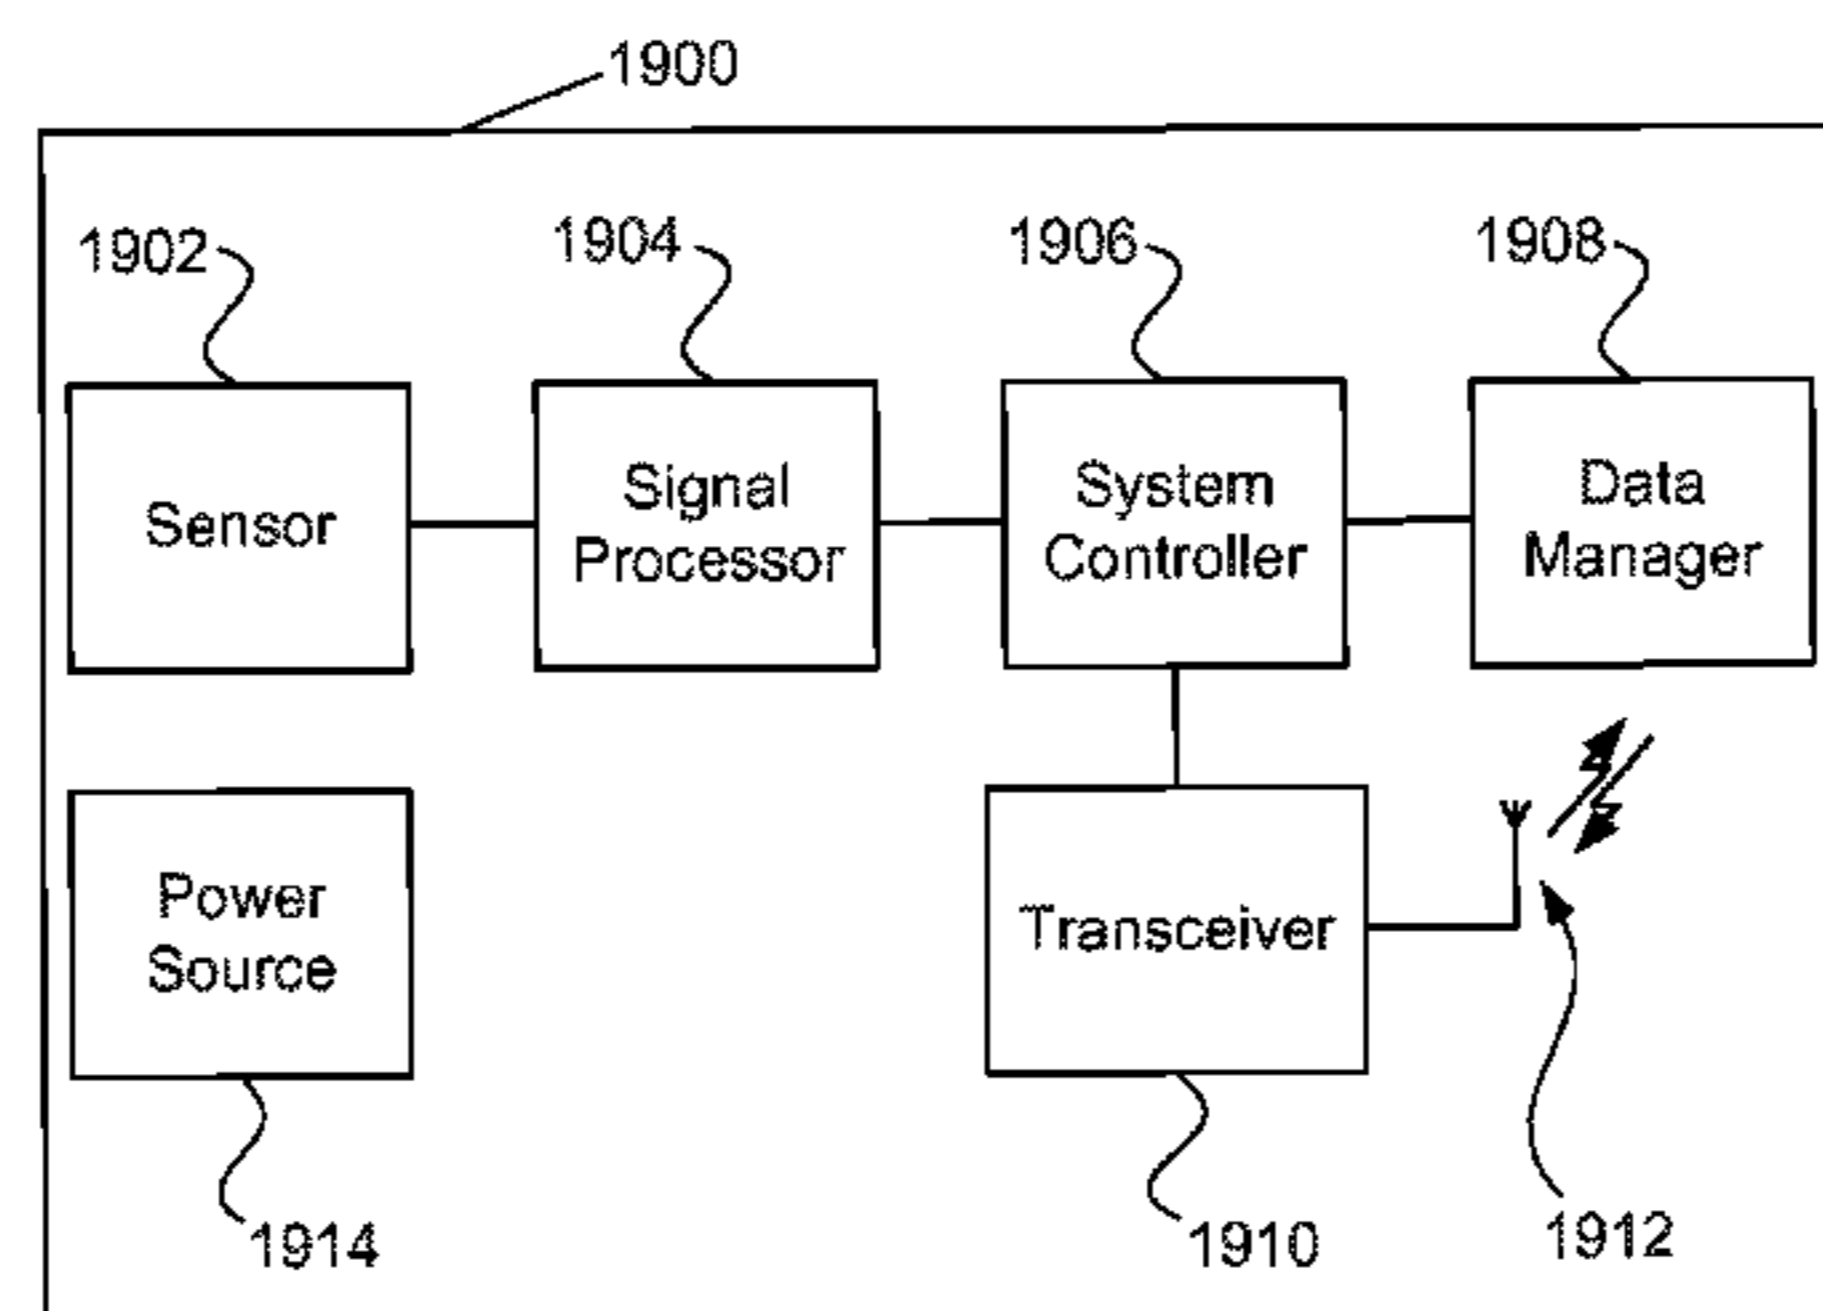 1900
1902
1904
1906
1908
Sensor
Signal
Processor
System
Controller
Data
Manager
Power
Source
Transceiver
1914
1910
1912